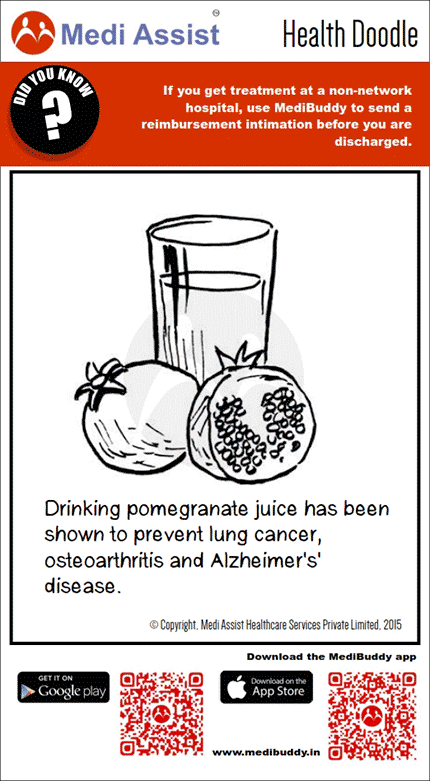 Medi Assist
Health Doodle
DID YOU KNOW
?
If you get treatment at a non-network
hospital, use MediBuddy to send a
reimbursement intimation before you are
discharged.
Drinking pomegranate juice has been
shown to prevent lung cancer,
osteoarthritis and Alzheimer's'
disease.
© Copyright, Medi Assist Healthcare Services Private Limited, 2015
Download the MediBuddy app
GET IT ON
Google play
Download on the
App Store
www.medibuddy.in